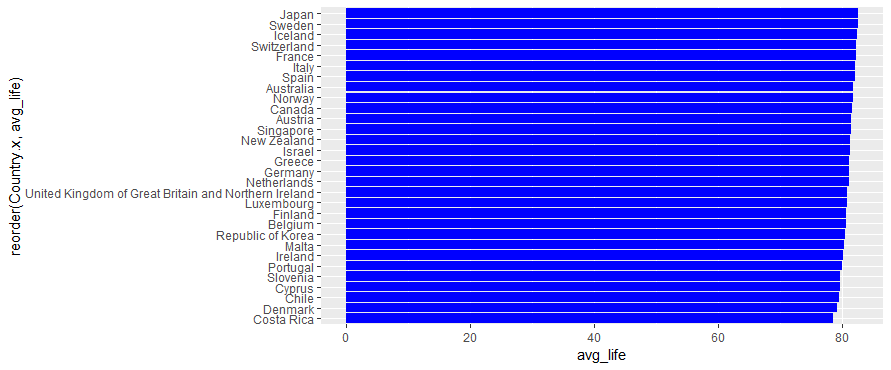 Japan
Sweden
Iceland
Switzerland
France
Italy
Spain
Australia
Norway
Canada
Austria
Singapore
New Zealand
Israel
Greece
Germany
Netherlands
United Kingdom of Great Britain and Northern Ireland
Luxembourg
Finland
Belgium
Republic of Korea
Malta
Ireland
Portugal
Slovenia
Cyprus
Chile
Denmark
Costa Rica
reorder(Country.x, avg_life)
0 20 40 60 80
avg_life